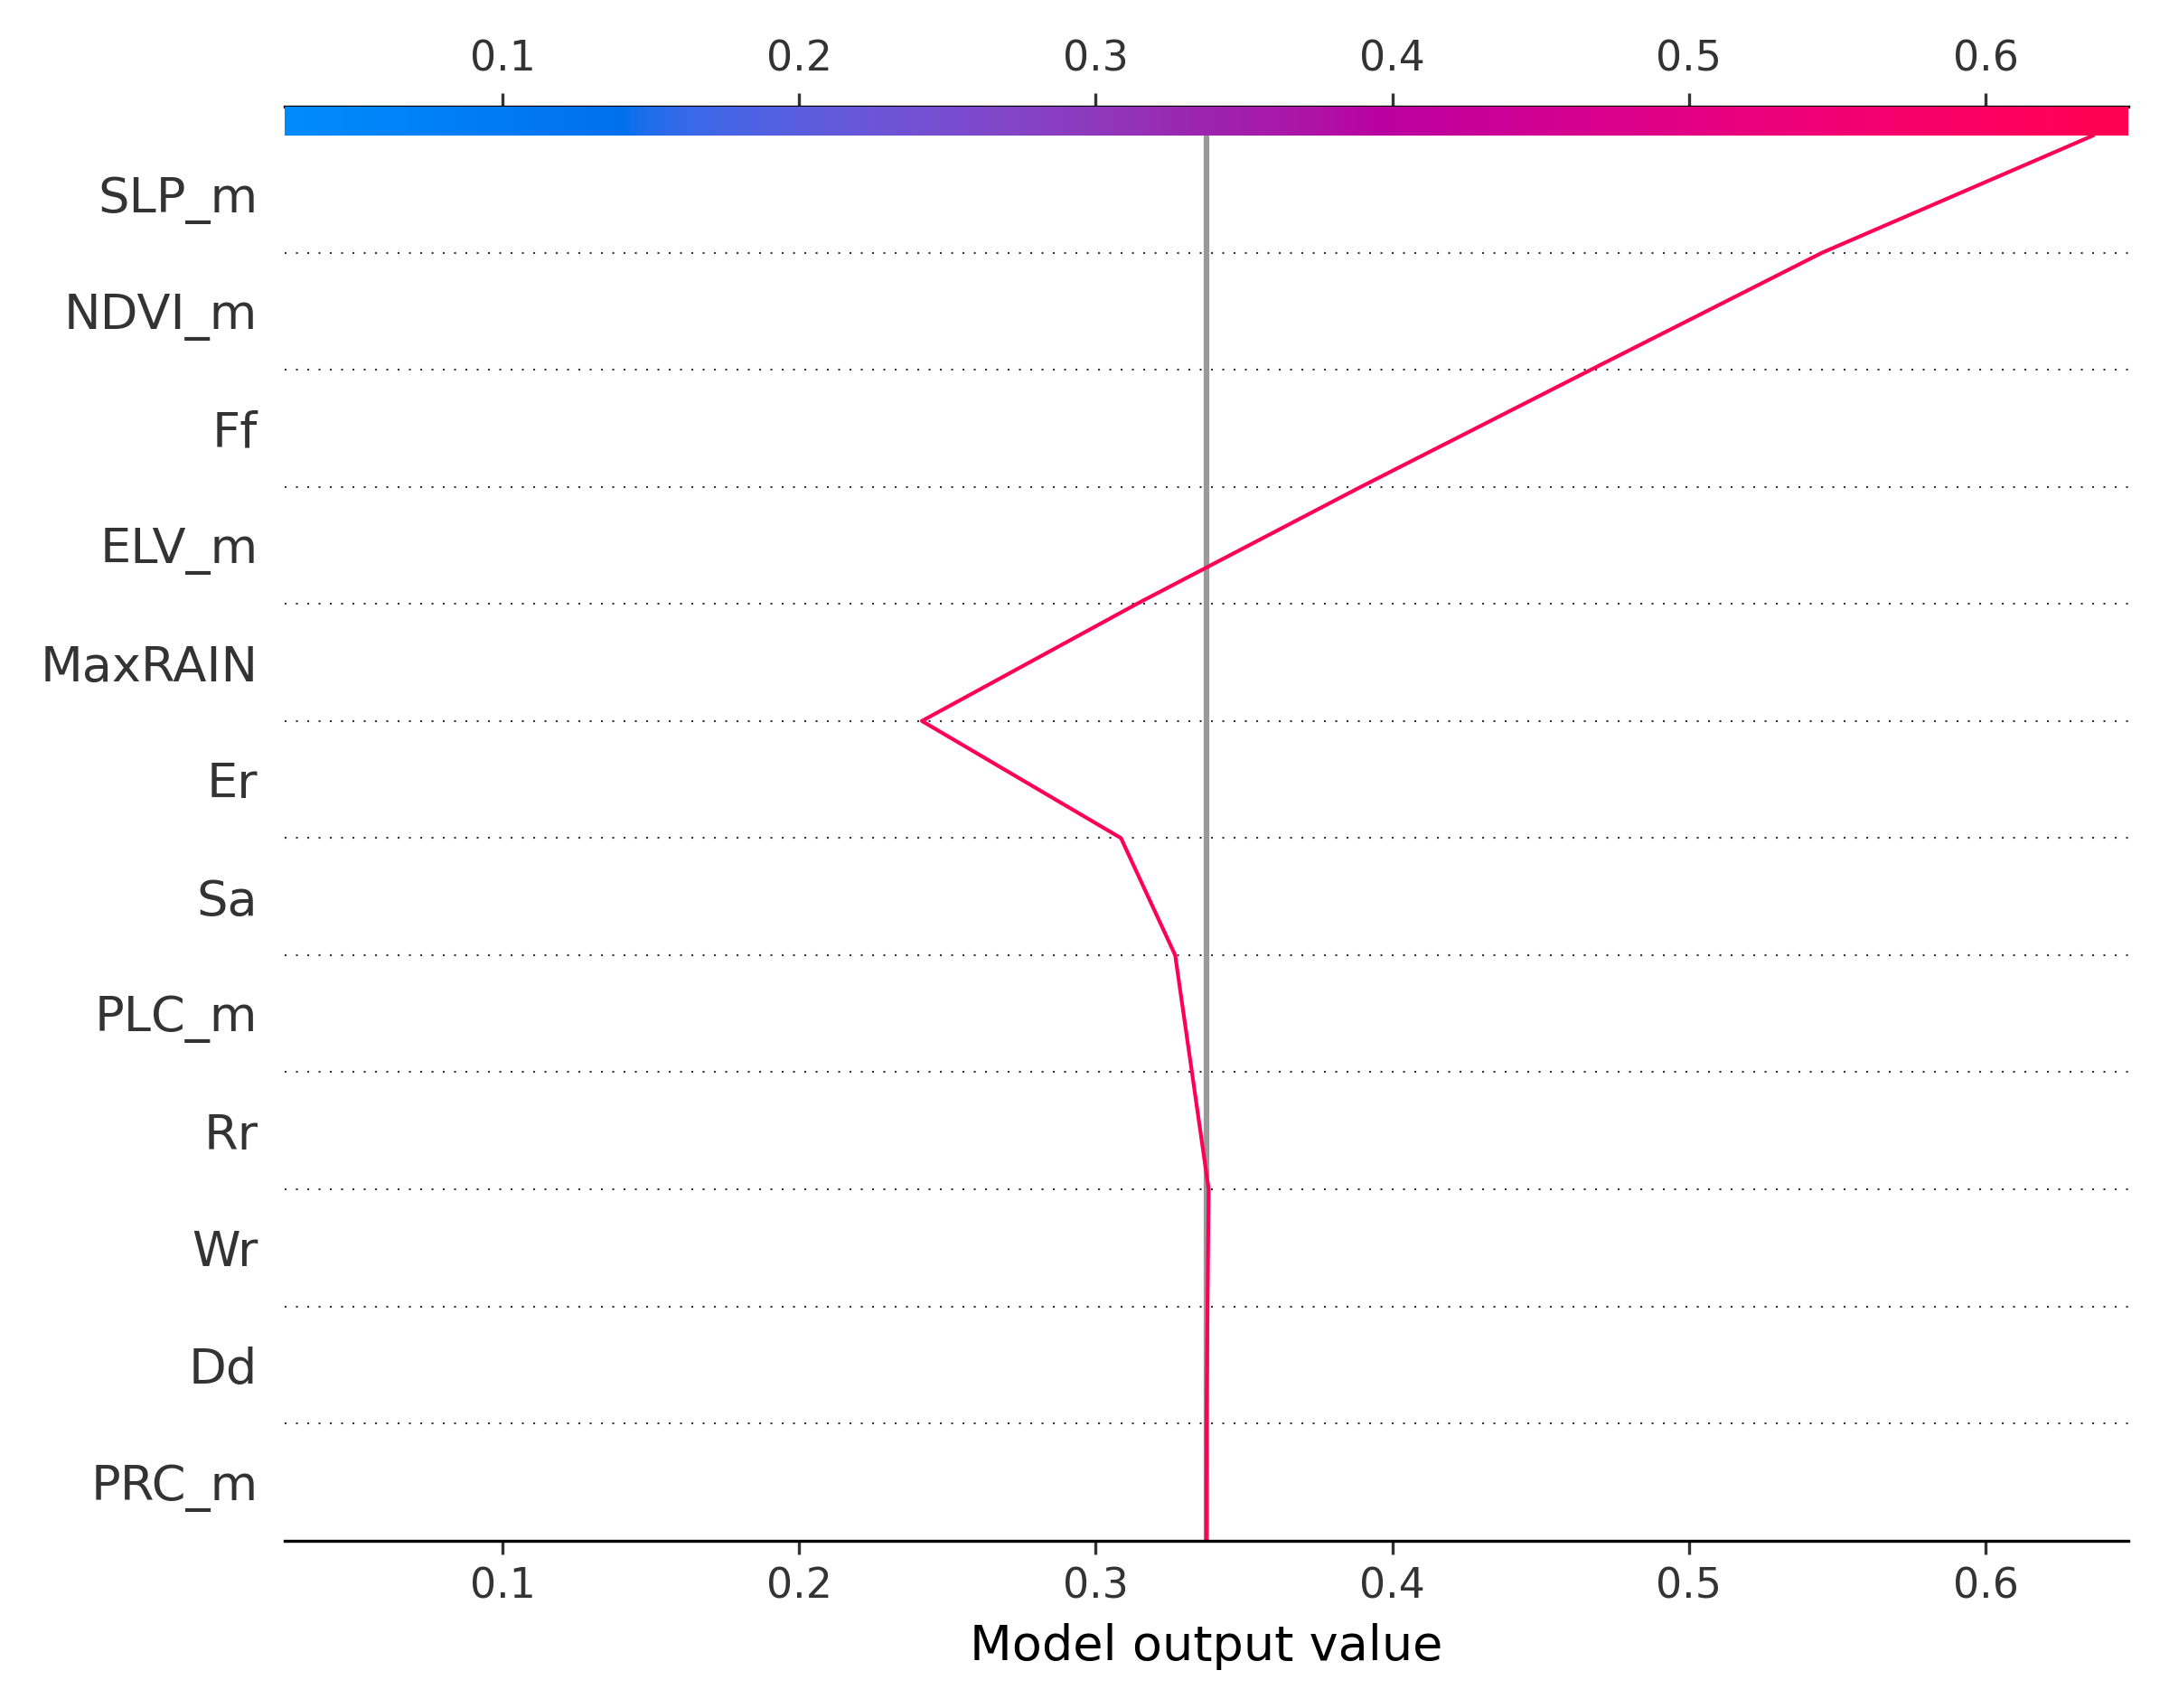 0.1 0.2 0.3 0.4 0.5 0.6
SLP_m
NDVI_m
Ff
ELV_m
MaxRAIN
Er
Sa
PLC_m
Rr
Wr
Dd
PRC_m
0.1 0.2 0.3 0.4 0.5 0.6
Model output value